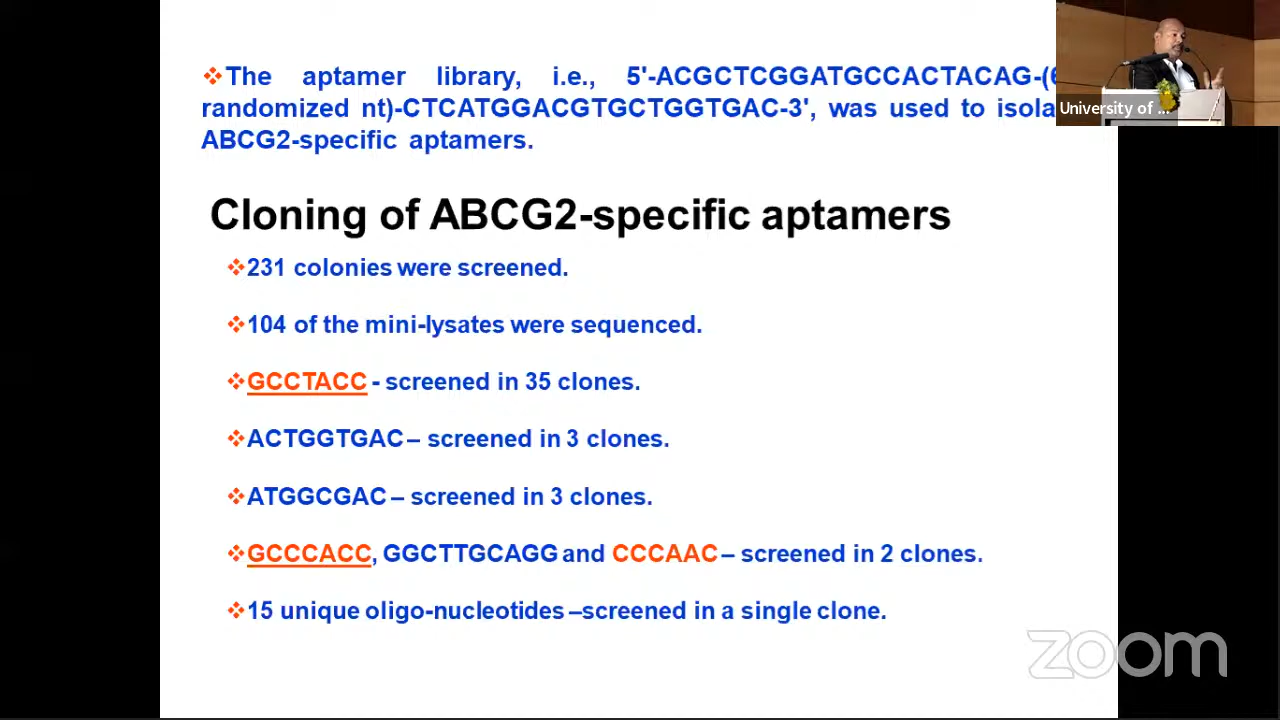 ❖The aptamer library, i.e., 5'-ACGCTCGGATGCCACTACAG-(
randomized nt)-CTCATGGACGTGCTGGTGAC-3', was used to
ABCG2-specific aptamers.
University of ...
Cloning of ABCG2-specific aptamers
❖231 colonies were screened.
❖104 of the mini-lysates were sequenced.
❖GCCTACC - screened in 35 clones.
❖ACTGGTGAC – screened in 3 clones.
❖ATGGCGAC – screened in 3 clones.
❖GCCCACC, GGCTTGCAGG and CCCAAC – screened in 2 clones.
❖15 unique oligo-nucleotides –screened in a single clone.
zoom